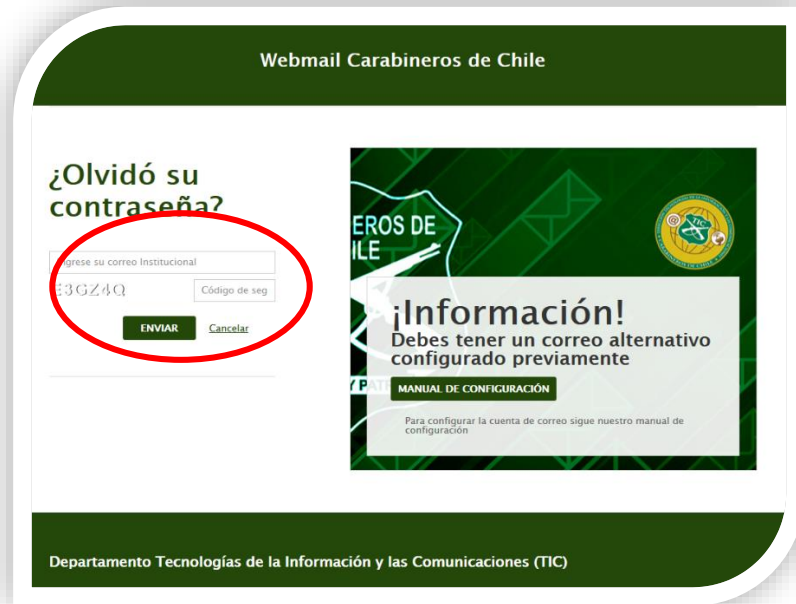 Webmail Carabineros de Chile
¿Olvidó su
contraseña?
Ingrese su correo Institucional
E3GZ4Q
Código de seg
ENVIAR
Cancelar
EROS DE
ILE
TIC
¡Información!
Debes tener un correo alternativo
configurado previamente
Y P
MANUAL DE CONFIGURACIÓN
Para configurar la cuenta de correo sigue nuestro manual de
configuración
Departamento Tecnologías de la Información y las Comunicaciones (TIC)